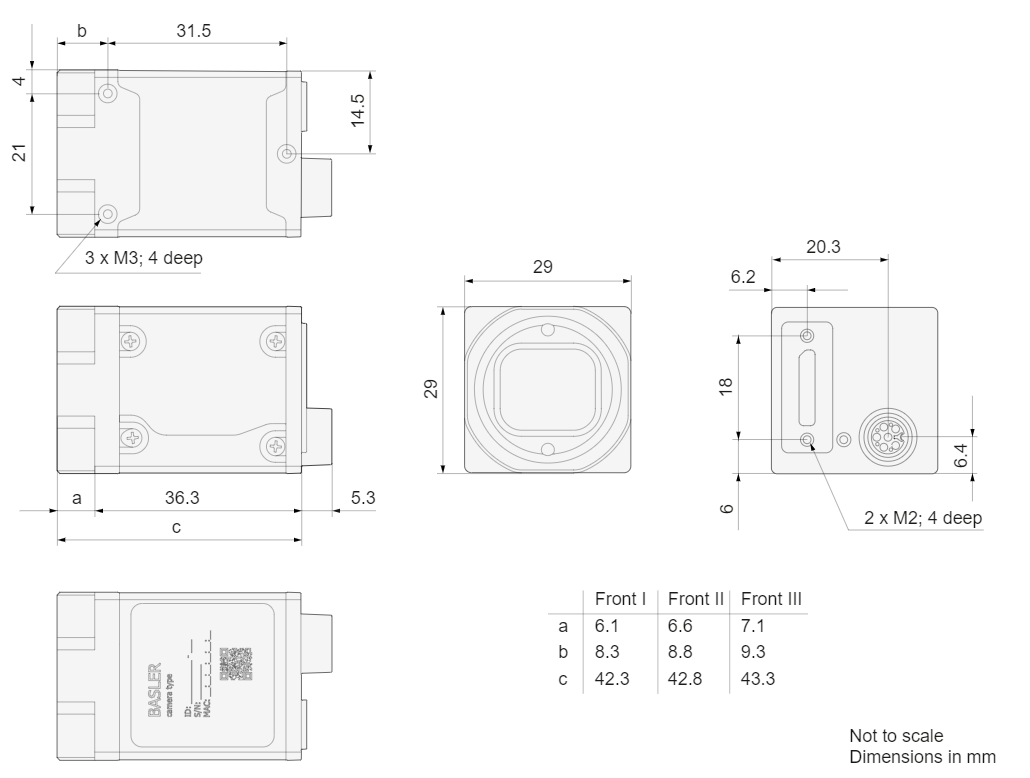 b 31.5
4
14.5
21
3 x M3; 4 deep
20.3
29
6.2
29
18
6.4
a 36.3 5.3
6
2 x M2; 4 deep
c
Front I Front II Front III
a 6.1 6.6 7.1
b 8.3 8.8 9.3
c 42.3 42.8 43.3
BASLER
camera type
ID:
S/N:
MAC:
Not to scale
Dimensions in mm